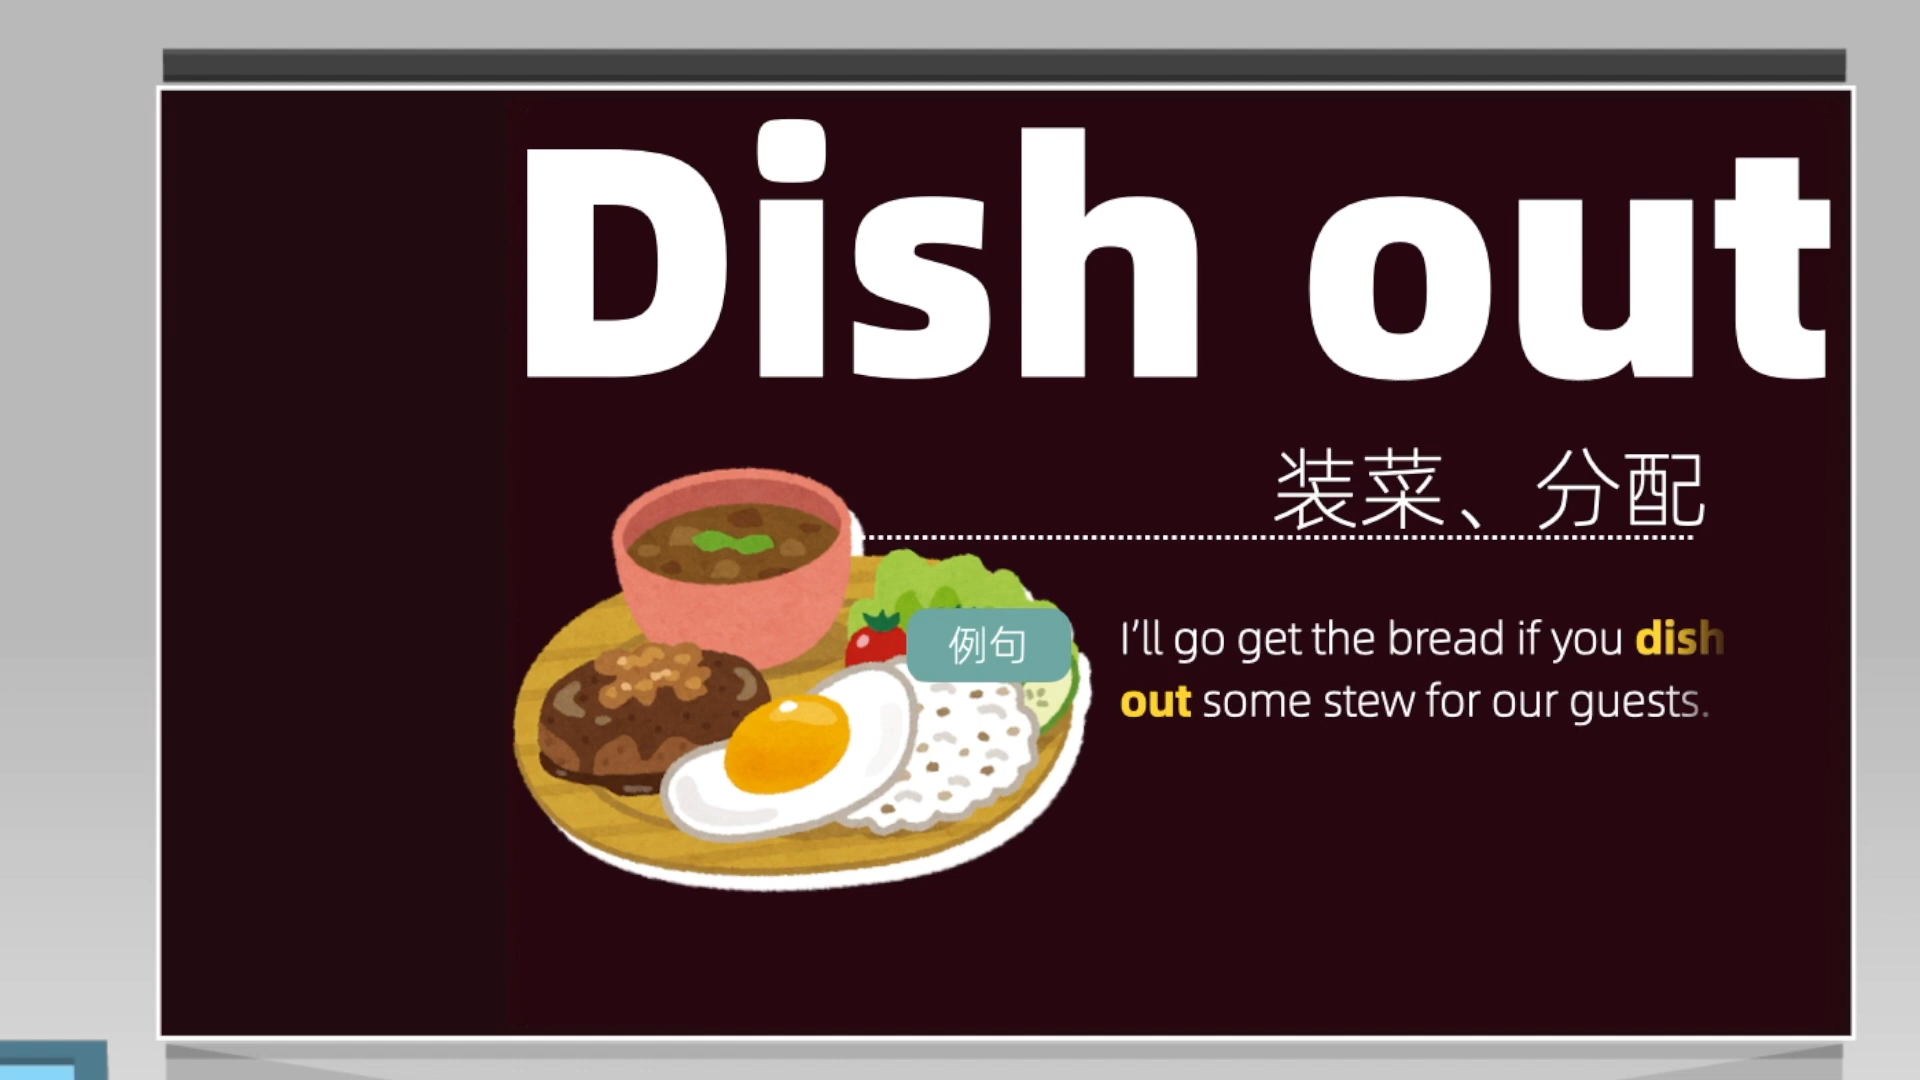 Dish out
装菜、分配
例句
I’ll go get the bread if you dish
out some stew for our guests.